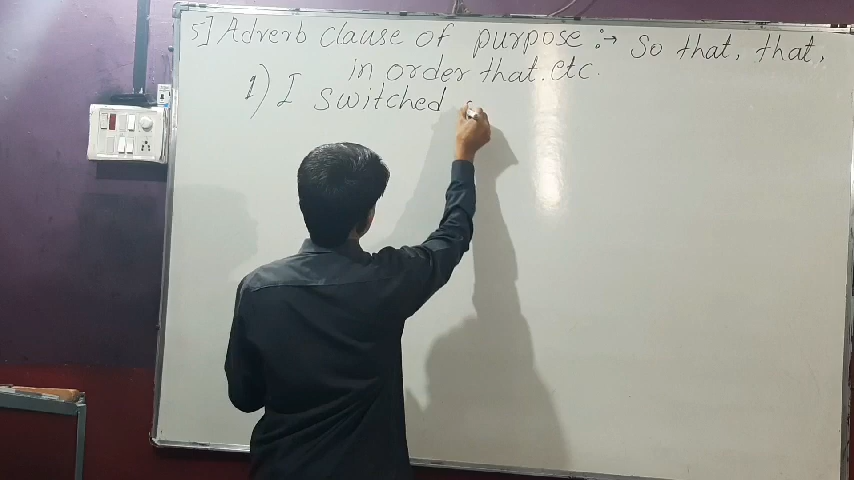 5] Adverb clause of purpose :→ So that, that,
in order that. etc.
1) I switched